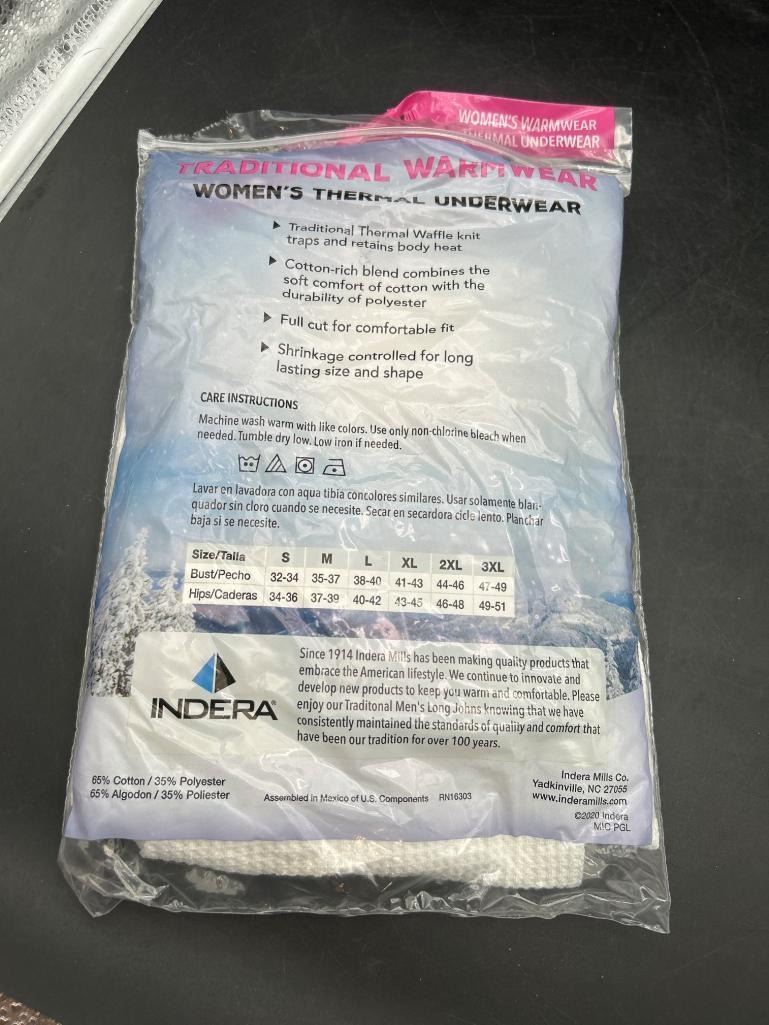 WOMEN'S WARMWEAR
THERMAL UNDERWEAR
TRADITIONAL WARMWEAR
WOMEN'S THERMAL UNDERWEAR
▶ Traditional Thermal Waffle knit
traps and retains body heat
▶ Cotton-rich blend combines the
soft comfort of cotton with the
durability of polyester
▶ Full cut for comfortable fit
▶ Shrinkage controlled for long
lasting size and shape
CARE INSTRUCTIONS
Machine wash warm with like colors. Use only non-chlorine bleach when
needed. Tumble dry low. Low iron if needed.
Lavar en lavadora con aqua tibia concolores similares. Usar solamente blan-
quador sin cloro cuando se necesite. Secar en secardora cicle lento. Planchar
baja si se necesite.
Size/Talla S M L XL 2XL 3XL
Bust/Pecho 32-34 35-37 38-40 41-43 44-46 47-49
Hips/Caderas 34-36 37-39 40-42 43-45 46-48 49-51
INDERA®
Since 1914 Indera Mills has been making quality products that
embrace the American lifestyle. We continue to innovate and
develop new products to keep you warm and comfortable. Please
enjoy our Traditonal Men's Long Johns knowing that we have
consistently maintained the standards of quality and comfort that
have been our tradition for over 100 years.
65% Cotton / 35% Polyester
65% Algodon / 35% Poliester
Assembled in Mexico of U.S. Components RN16303
Indera Mills Co.
Yadkinville, NC 27055
www.inderamills.com
©2020 Indera
MIC PGL